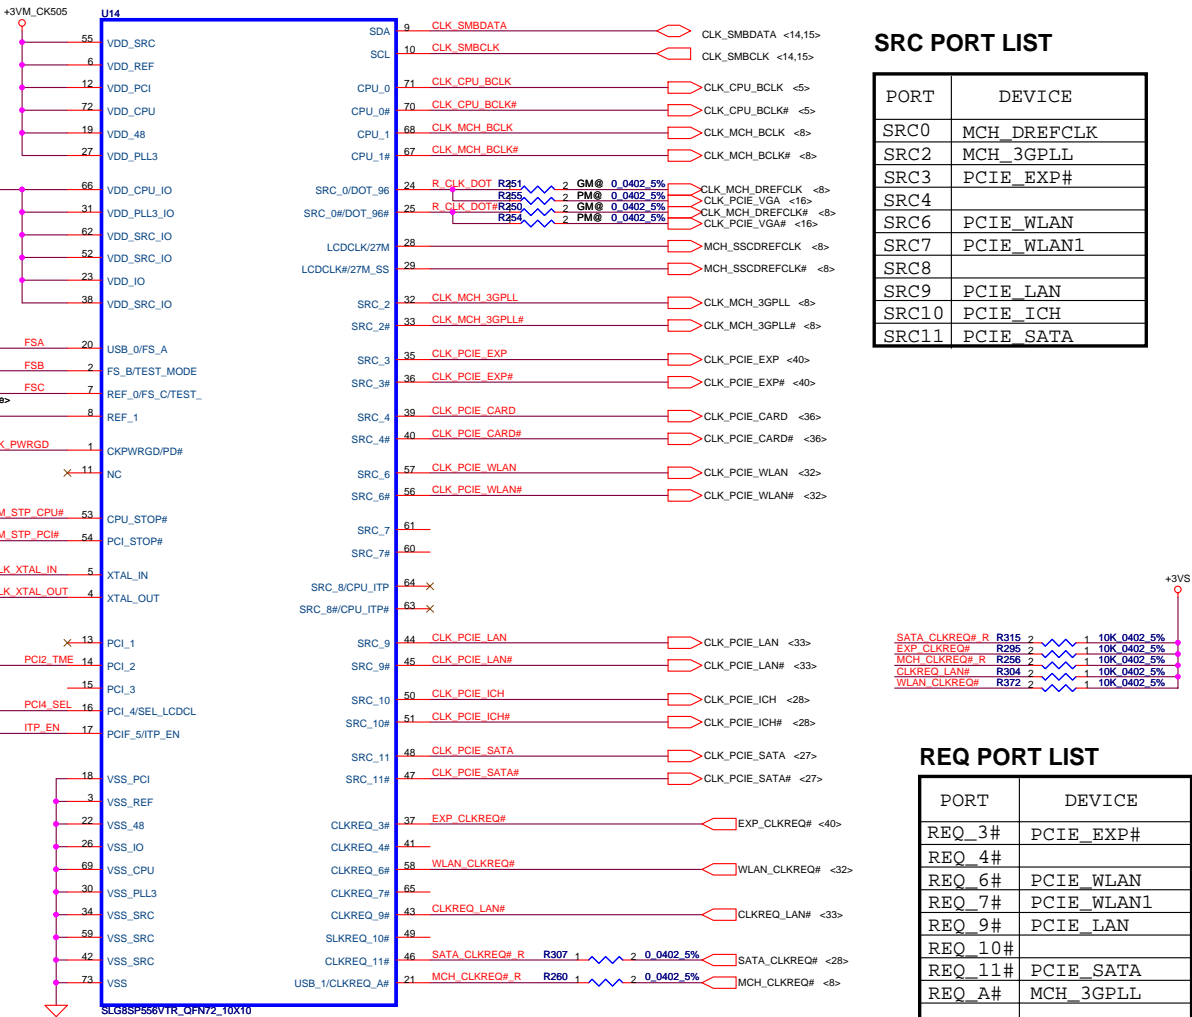 +3VM_CK505
U14
55 VDD_SRC
6 VDD_REF
12 VDD_PCI
72 VDD_CPU
19 VDD_48
27 VDD_PLL3
66 VDD_CPU_IO
31 VDD_PLL3_IO
62 VDD_SRC_IO
52 VDD_SRC_IO
23 VDD_IO
38 VDD_SRC_IO
FSA 20 USB_0/FS_A
FSB 2 FS_B/TEST_MODE
FSC 7 REF_0/FS_C/TEST_
e>
8 REF_1
K_PWRGD 1 CKPWRGD/PD#
11 NC
M_STP_CPU# 53 CPU_STOP#
M_STP_PCI# 54 PCI_STOP#
LK_XTAL_IN 5 XTAL_IN
LK_XTAL_OUT 4 XTAL_OUT
13 PCI_1
PCI2_TME 14 PCI_2
15 PCI_3
PCI4_SEL 16 PCI_4/SEL_LCDCL
ITP_EN 17 PCIF_5/ITP_EN
18 VSS_PCI
3 VSS_REF
22 VSS_48
26 VSS_IO
69 VSS_CPU
30 VSS_PLL3
34 VSS_SRC
59 VSS_SRC
42 VSS_SRC
73 VSS
SLG8SP556VTR_QFN72_10X10
SDA 9 CLK_SMBDATA CLK_SMBDATA <14,15>
SCL 10 CLK_SMBCLK CLK_SMBCLK <14,15>
CPU_0 71 CLK_CPU_BCLK CLK_CPU_BCLK <5>
CPU_0# 70 CLK_CPU_BCLK# CLK_CPU_BCLK# <5>
CPU_1 68 CLK_MCH_BCLK CLK_MCH_BCLK <8>
CPU_1# 67 CLK_MCH_BCLK# CLK_MCH_BCLK# <8>
SRC_0/DOT_96 24 R_CLK_DOT R251 2 GM@ 0_0402_5% CLK_MCH_DREFCLK <8>
R255 2 PM@ 0_0402_5% CLK_PCIE_VGA <16>
SRC_0#/DOT_96# 25 R_CLK_DOT# R250 2 GM@ 0_0402_5% CLK_MCH_DREFCLK# <8>
R254 2 PM@ 0_0402_5% CLK_PCIE_VGA# <16>
LCDCLK/27M 28 MCH_SSCDREFCLK <8>
LCDCLK#/27M_SS 29 MCH_SSCDREFCLK# <8>
SRC_2 32 CLK_MCH_3GPLL CLK_MCH_3GPLL <8>
SRC_2# 33 CLK_MCH_3GPLL# CLK_MCH_3GPLL# <8>
SRC_3 35 CLK_PCIE_EXP CLK_PCIE_EXP <40>
SRC_3# 36 CLK_PCIE_EXP# CLK_PCIE_EXP# <40>
SRC_4 39 CLK_PCIE_CARD CLK_PCIE_CARD <36>
SRC_4# 40 CLK_PCIE_CARD# CLK_PCIE_CARD# <36>
SRC_6 57 CLK_PCIE_WLAN CLK_PCIE_WLAN <32>
SRC_6# 56 CLK_PCIE_WLAN# CLK_PCIE_WLAN# <32>
SRC_7 61
SRC_7# 60
SRC_8/CPU_ITP 64
SRC_8#/CPU_ITP# 63
SRC_9 44 CLK_PCIE_LAN CLK_PCIE_LAN <33>
SRC_9# 45 CLK_PCIE_LAN# CLK_PCIE_LAN# <33>
SRC_10 50 CLK_PCIE_ICH CLK_PCIE_ICH <28>
SRC_10# 51 CLK_PCIE_ICH# CLK_PCIE_ICH# <28>
SRC_11 48 CLK_PCIE_SATA CLK_PCIE_SATA <27>
SRC_11# 47 CLK_PCIE_SATA# CLK_PCIE_SATA# <27>
CLKREQ_3# 37 EXP_CLKREQ# EXP_CLKREQ# <40>
CLKREQ_4# 41
CLKREQ_6# 58 WLAN_CLKREQ# WLAN_CLKREQ# <32>
CLKREQ_7# 65
CLKREQ_9# 43 CLKREQ_LAN# CLKREQ_LAN# <33>
SLKREQ_10# 49
CLKREQ_11# 46 SATA_CLKREQ#_R R307 1 2 0_0402_5% SATA_CLKREQ# <28>
USB_1/CLKREQ_A# 21 MCH_CLKREQ#_R R260 1 2 0_0402_5% MCH_CLKREQ# <8>
SRC PORT LIST
PORT DEVICE
SRC0 MCH_DREFCLK
SRC2 MCH_3GPLL
SRC3 PCIE_EXP#
SRC4
SRC6 PCIE_WLAN
SRC7 PCIE_WLAN1
SRC8
SRC9 PCIE_LAN
SRC10 PCIE_ICH
SRC11 PCIE_SATA
+3VS
SATA_CLKREQ#_R R315 2 1 10K_0402_5%
EXP_CLKREQ# R295 2 1 10K_0402_5%
MCH_CLKREQ#_R R256 2 1 10K_0402_5%
CLKREQ_LAN# R304 2 1 10K_0402_5%
WLAN_CLKREQ# R372 2 1 10K_0402_5%
REQ PORT LIST
PORT DEVICE
REQ_3# PCIE_EXP#
REQ_4#
REQ_6# PCIE_WLAN
REQ_7# PCIE_WLAN1
REQ_9# PCIE_LAN
REQ_10#
REQ_11# PCIE_SATA
REQ_A# MCH_3GPLL